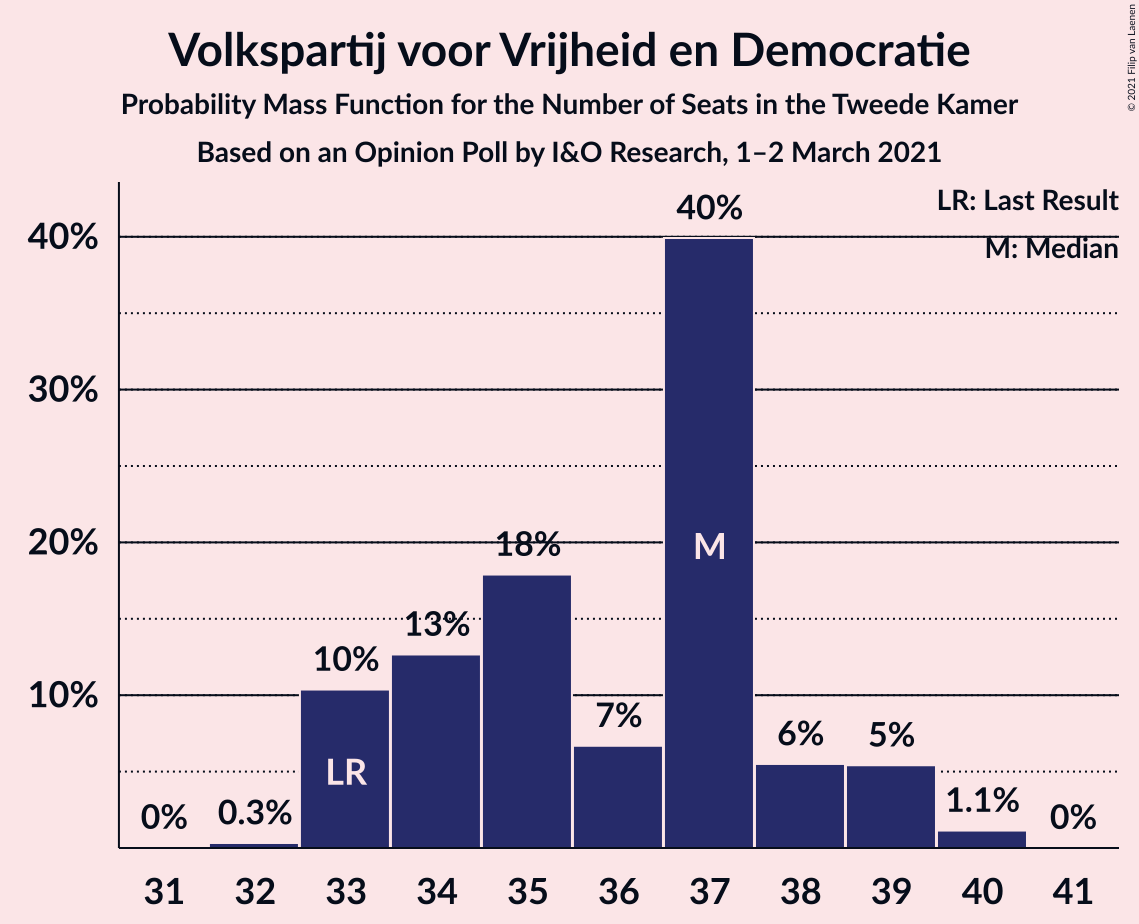 Volkspartij voor Vrijheid en Democratie
Probability Mass Function for the Number of Seats in the Tweede Kamer
Based on an Opinion Poll by I&O Research, 1–2 March 2021
© 2021 Filip van Laenen
LR: Last Result
M: Median
40%
30%
20%
10%
0%
0.3%
10%
13%
18%
7%
40%
6%
5%
1.1%
0%
LR
M
31 32 33 34 35 36 37 38 39 40 41